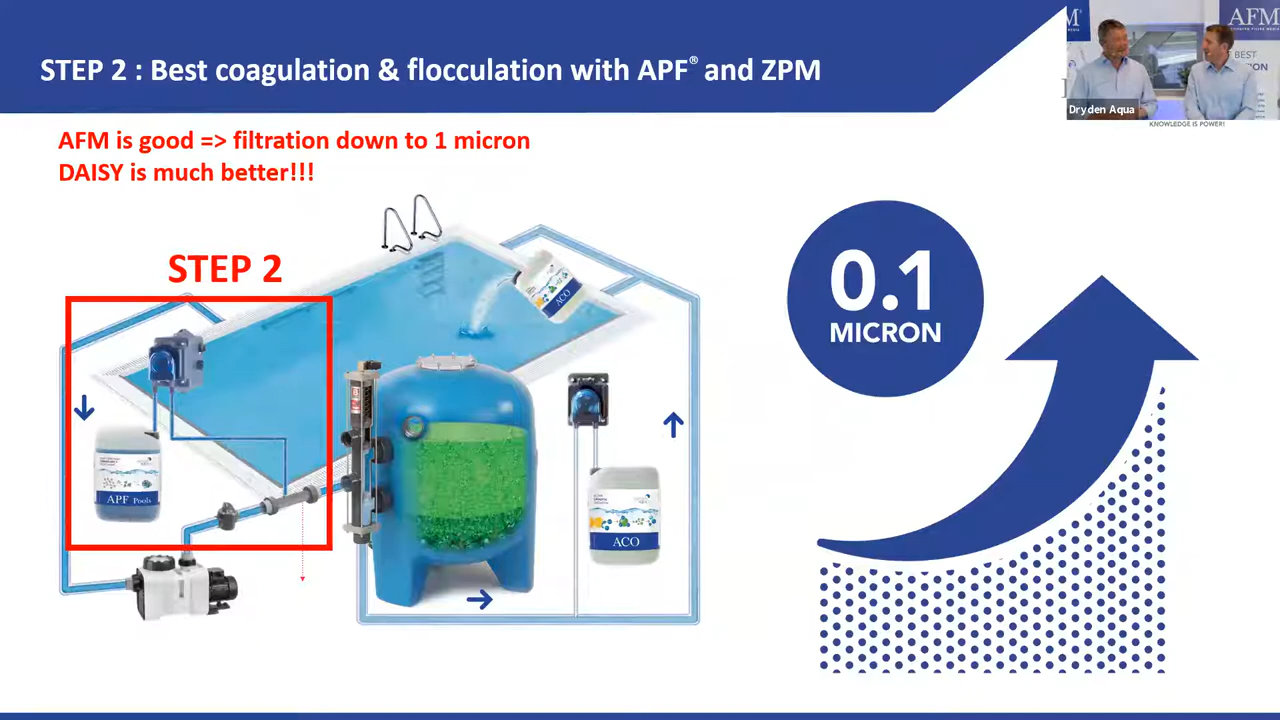 STEP 2 : Best coagulation & flocculation with APF® and ZPM
AFM
BEST
Dryden Aqua
KNOWLEDGE IS POWER!
AFM is good => filtration down to 1 micron
DAISY is much better!!!
STEP 2
ACO
0.1
MICRON
APF Pools
ACO